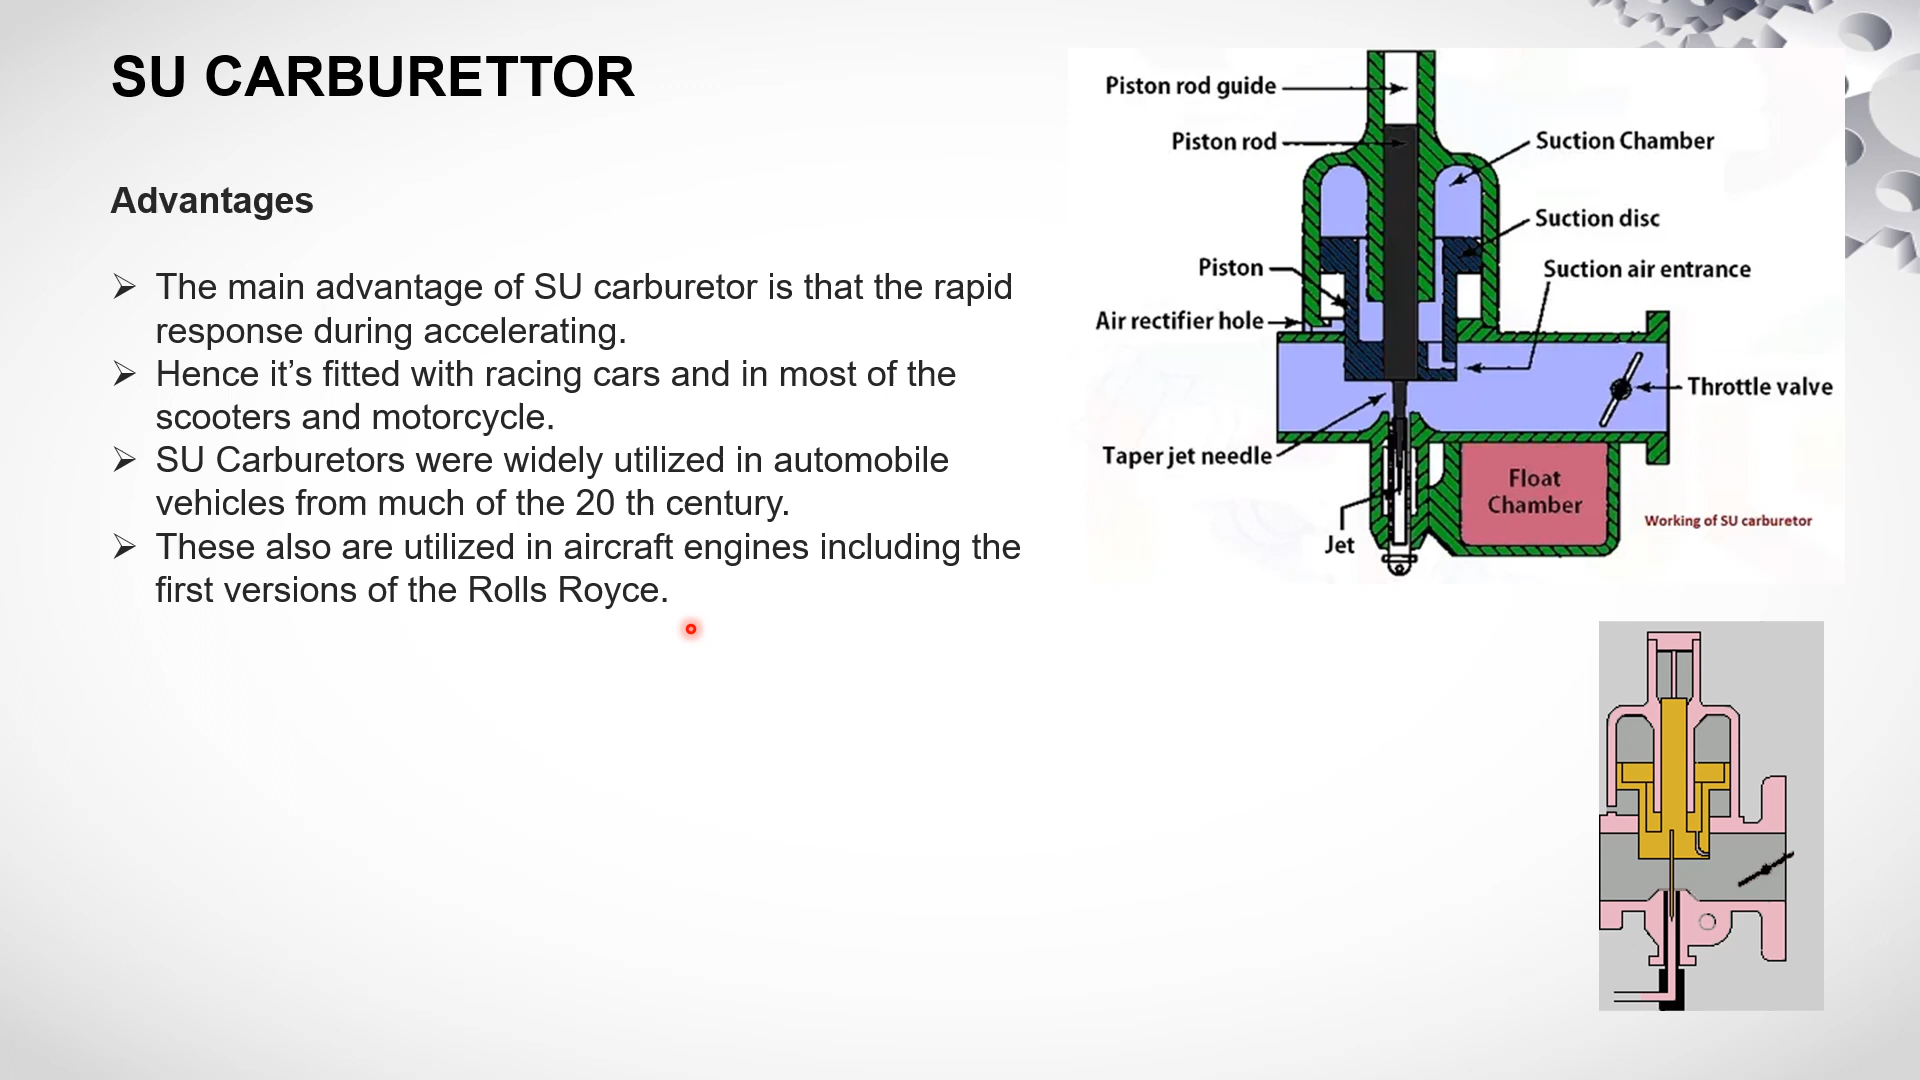 SU CARBURETTOR
Advantages
The main advantage of SU carburetor is that the rapid
response during accelerating.
Hence it’s fitted with racing cars and in most of the
scooters and motorcycle.
SU Carburetors were widely utilized in automobile
vehicles from much of the 20 th century.
These also are utilized in aircraft engines including the
first versions of the Rolls Royce.
Piston rod guide
Piston rod
Suction Chamber
Suction disc
Piston
Suction air entrance
Air rectifier hole
Throttle valve
Taper jet needle
Float
Chamber
Working of SU carburetor
Jet